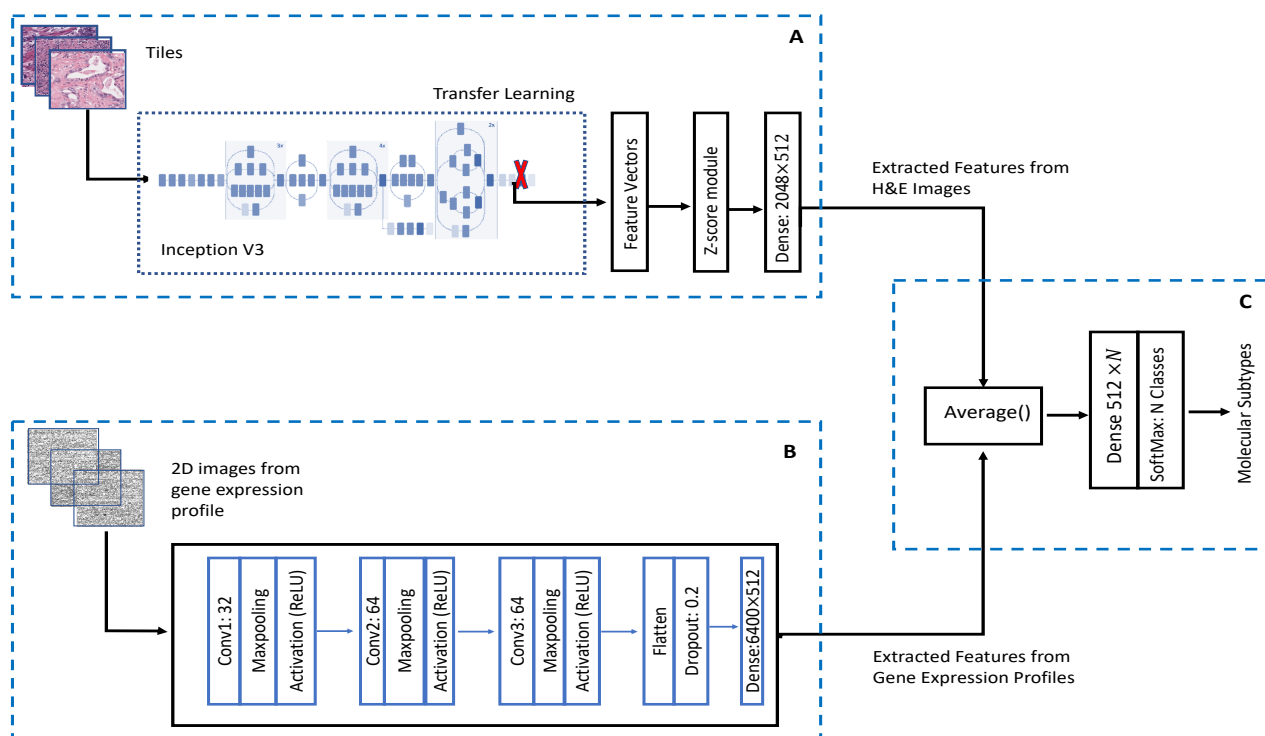 A
Tiles
Transfer Learning
3x
4x
2x
Inception V3
Feature Vectors
Z-score module
Dense: 2048×512
Extracted Features from
H&E Images
C
Average()
Dense 512 ×N
SoftMax: N Classes
Molecular Subtypes
B
2D images from
gene expression
profile
Conv1: 32
Maxpooling
Activation (ReLU)
Conv2: 64
Maxpooling
Activation (ReLU)
Conv3: 64
Maxpooling
Activation (ReLU)
Flatten
Dropout: 0.2
Dense:6400×512
Extracted Features from
Gene Expression Profiles